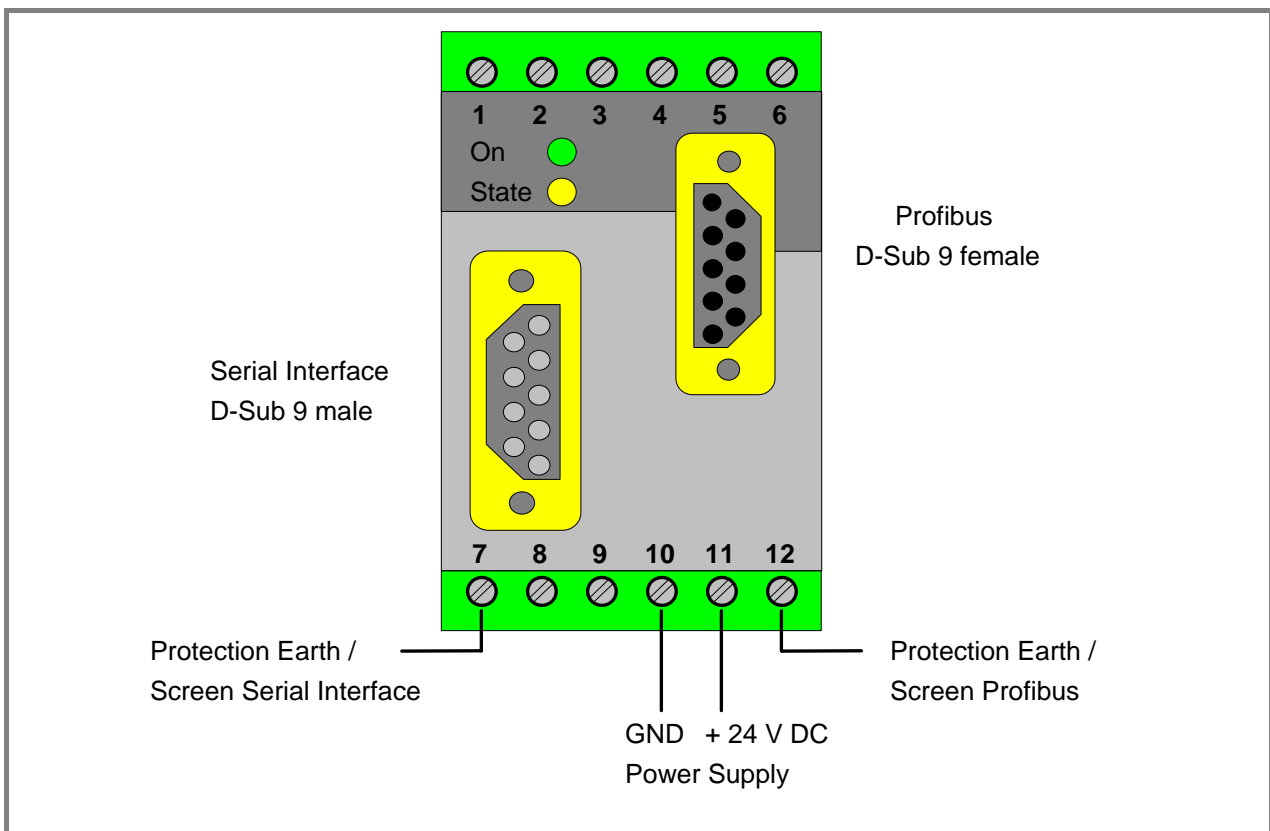 1 2 3 4 5 6
On
State
Profibus
D-Sub 9 female
Serial Interface
D-Sub 9 male
7 8 9 10 11 12
Protection Earth /
Screen Serial Interface
Protection Earth /
Screen Profibus
GND + 24 V DC
Power Supply